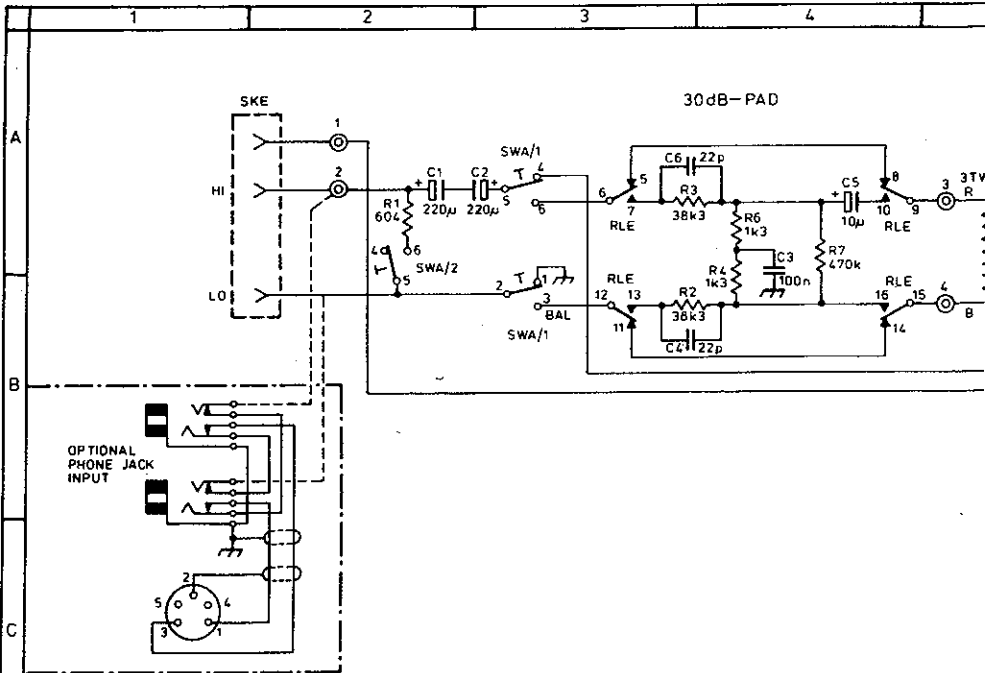 1 2 3 4
A
B
C
SKE
1
2
HI
LO
R1
604
C1
220µ
C2
220µ
+
+
SWA/1
4
T
5
6
4
6
T
5
SWA/2
2
T
1
3
BAL
SWA/1
30dB-PAD
6
5
7
RLE
C6
22p
R3
38k3
R6
1k3
R4
1k3
C3
100n
+
C5
10µ
R7
470k
8
10
9
RLE
3
3TW
R
RLE
12
13
11
R2
38k3
C4
22p
RLE
16
15
14
4
B
OPTIONAL
PHONE JACK
INPUT
2
5
4
3
1